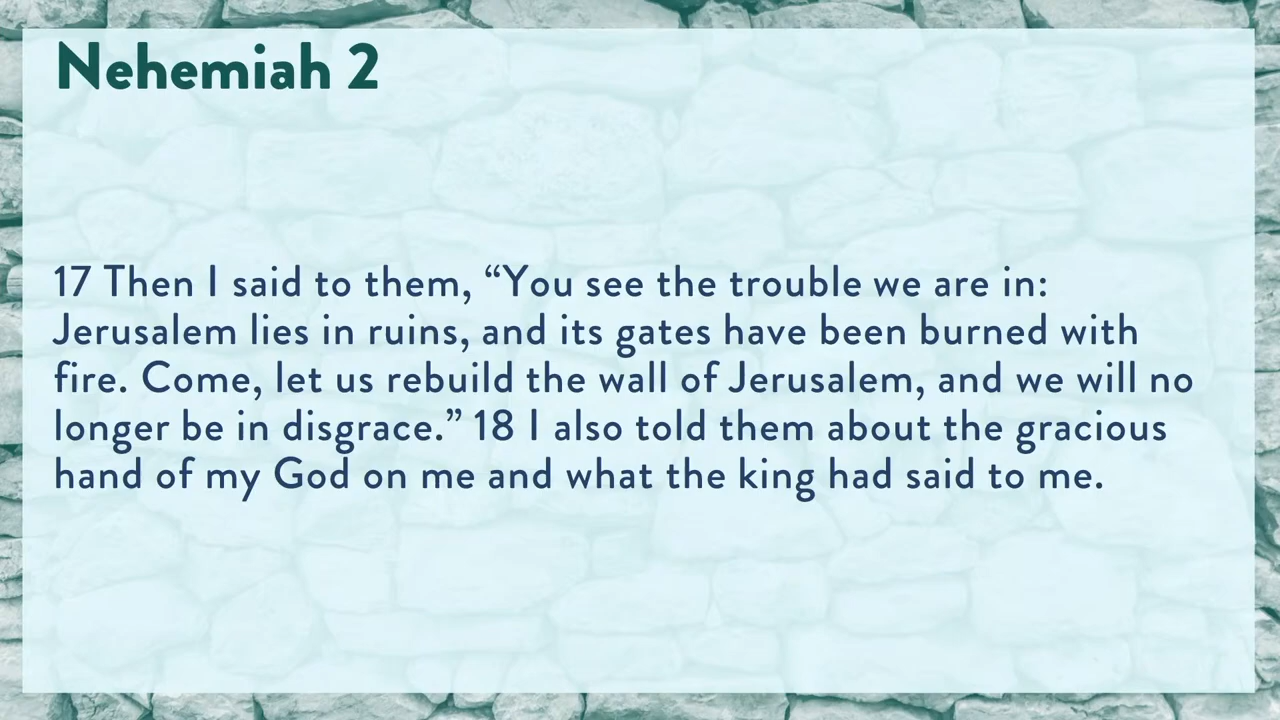 Nehemiah 2
17 Then I said to them, “You see the trouble we are in:
Jerusalem lies in ruins, and its gates have been burned with
fire. Come, let us rebuild the wall of Jerusalem, and we will no
longer be in disgrace.” 18 I also told them about the gracious
hand of my God on me and what the king had said to me.